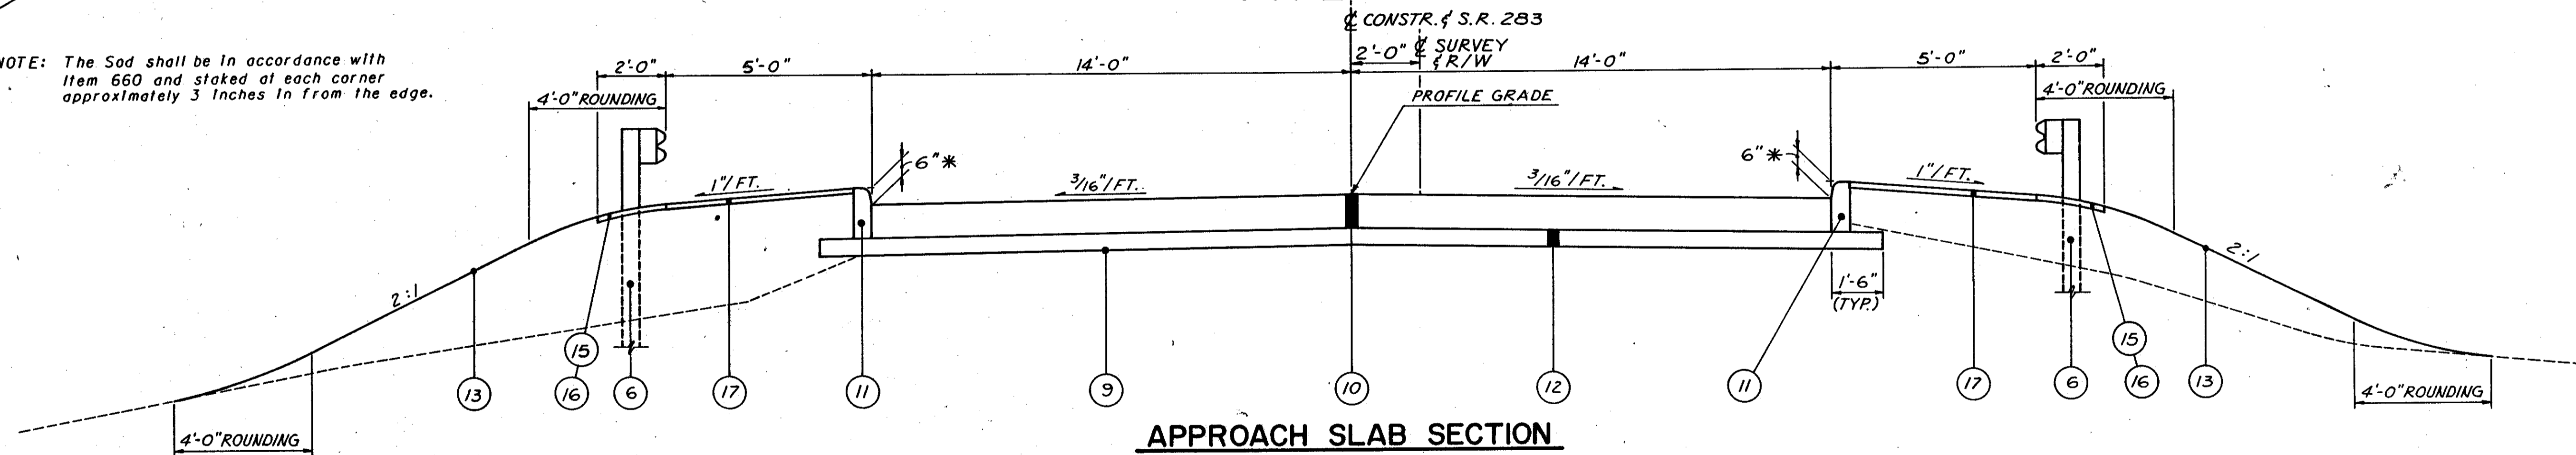 ℄ CONSTR. & S.R. 283
2'-0" ℄ SURVEY
& R/W
NOTE: The Sod shall be in accordance with
Item 660 and staked at each corner
approximately 3 inches in from the edge.
2'-0" 5'-0" 14'-0" 14'-0" 5'-0" 2'-0"
4'-0" ROUNDING PROFILE GRADE 4'-0" ROUNDING
6"* 6"*
1"/FT. 3/16"/FT. 3/16"/FT. 1"/FT.
2:1 2:1
1'-6"
(TYP.)
15 15
13 16 6 17 11 9 10 12 11 17 6 16 13
4'-0" ROUNDING 4'-0" ROUNDING
APPROACH SLAB SECTION